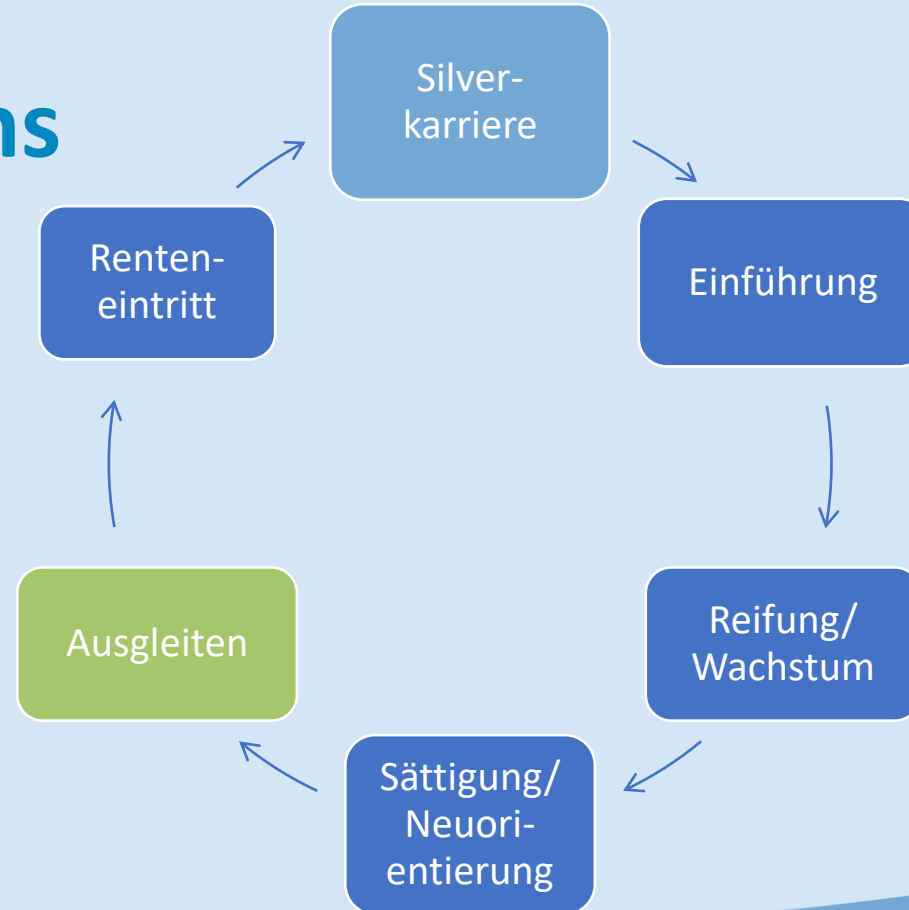 ns
Silver-
karriere
Einführung
Reifung/
Wachstum
Sättigung/
Neuori-
entierung
Ausgleiten
Renten-
eintritt